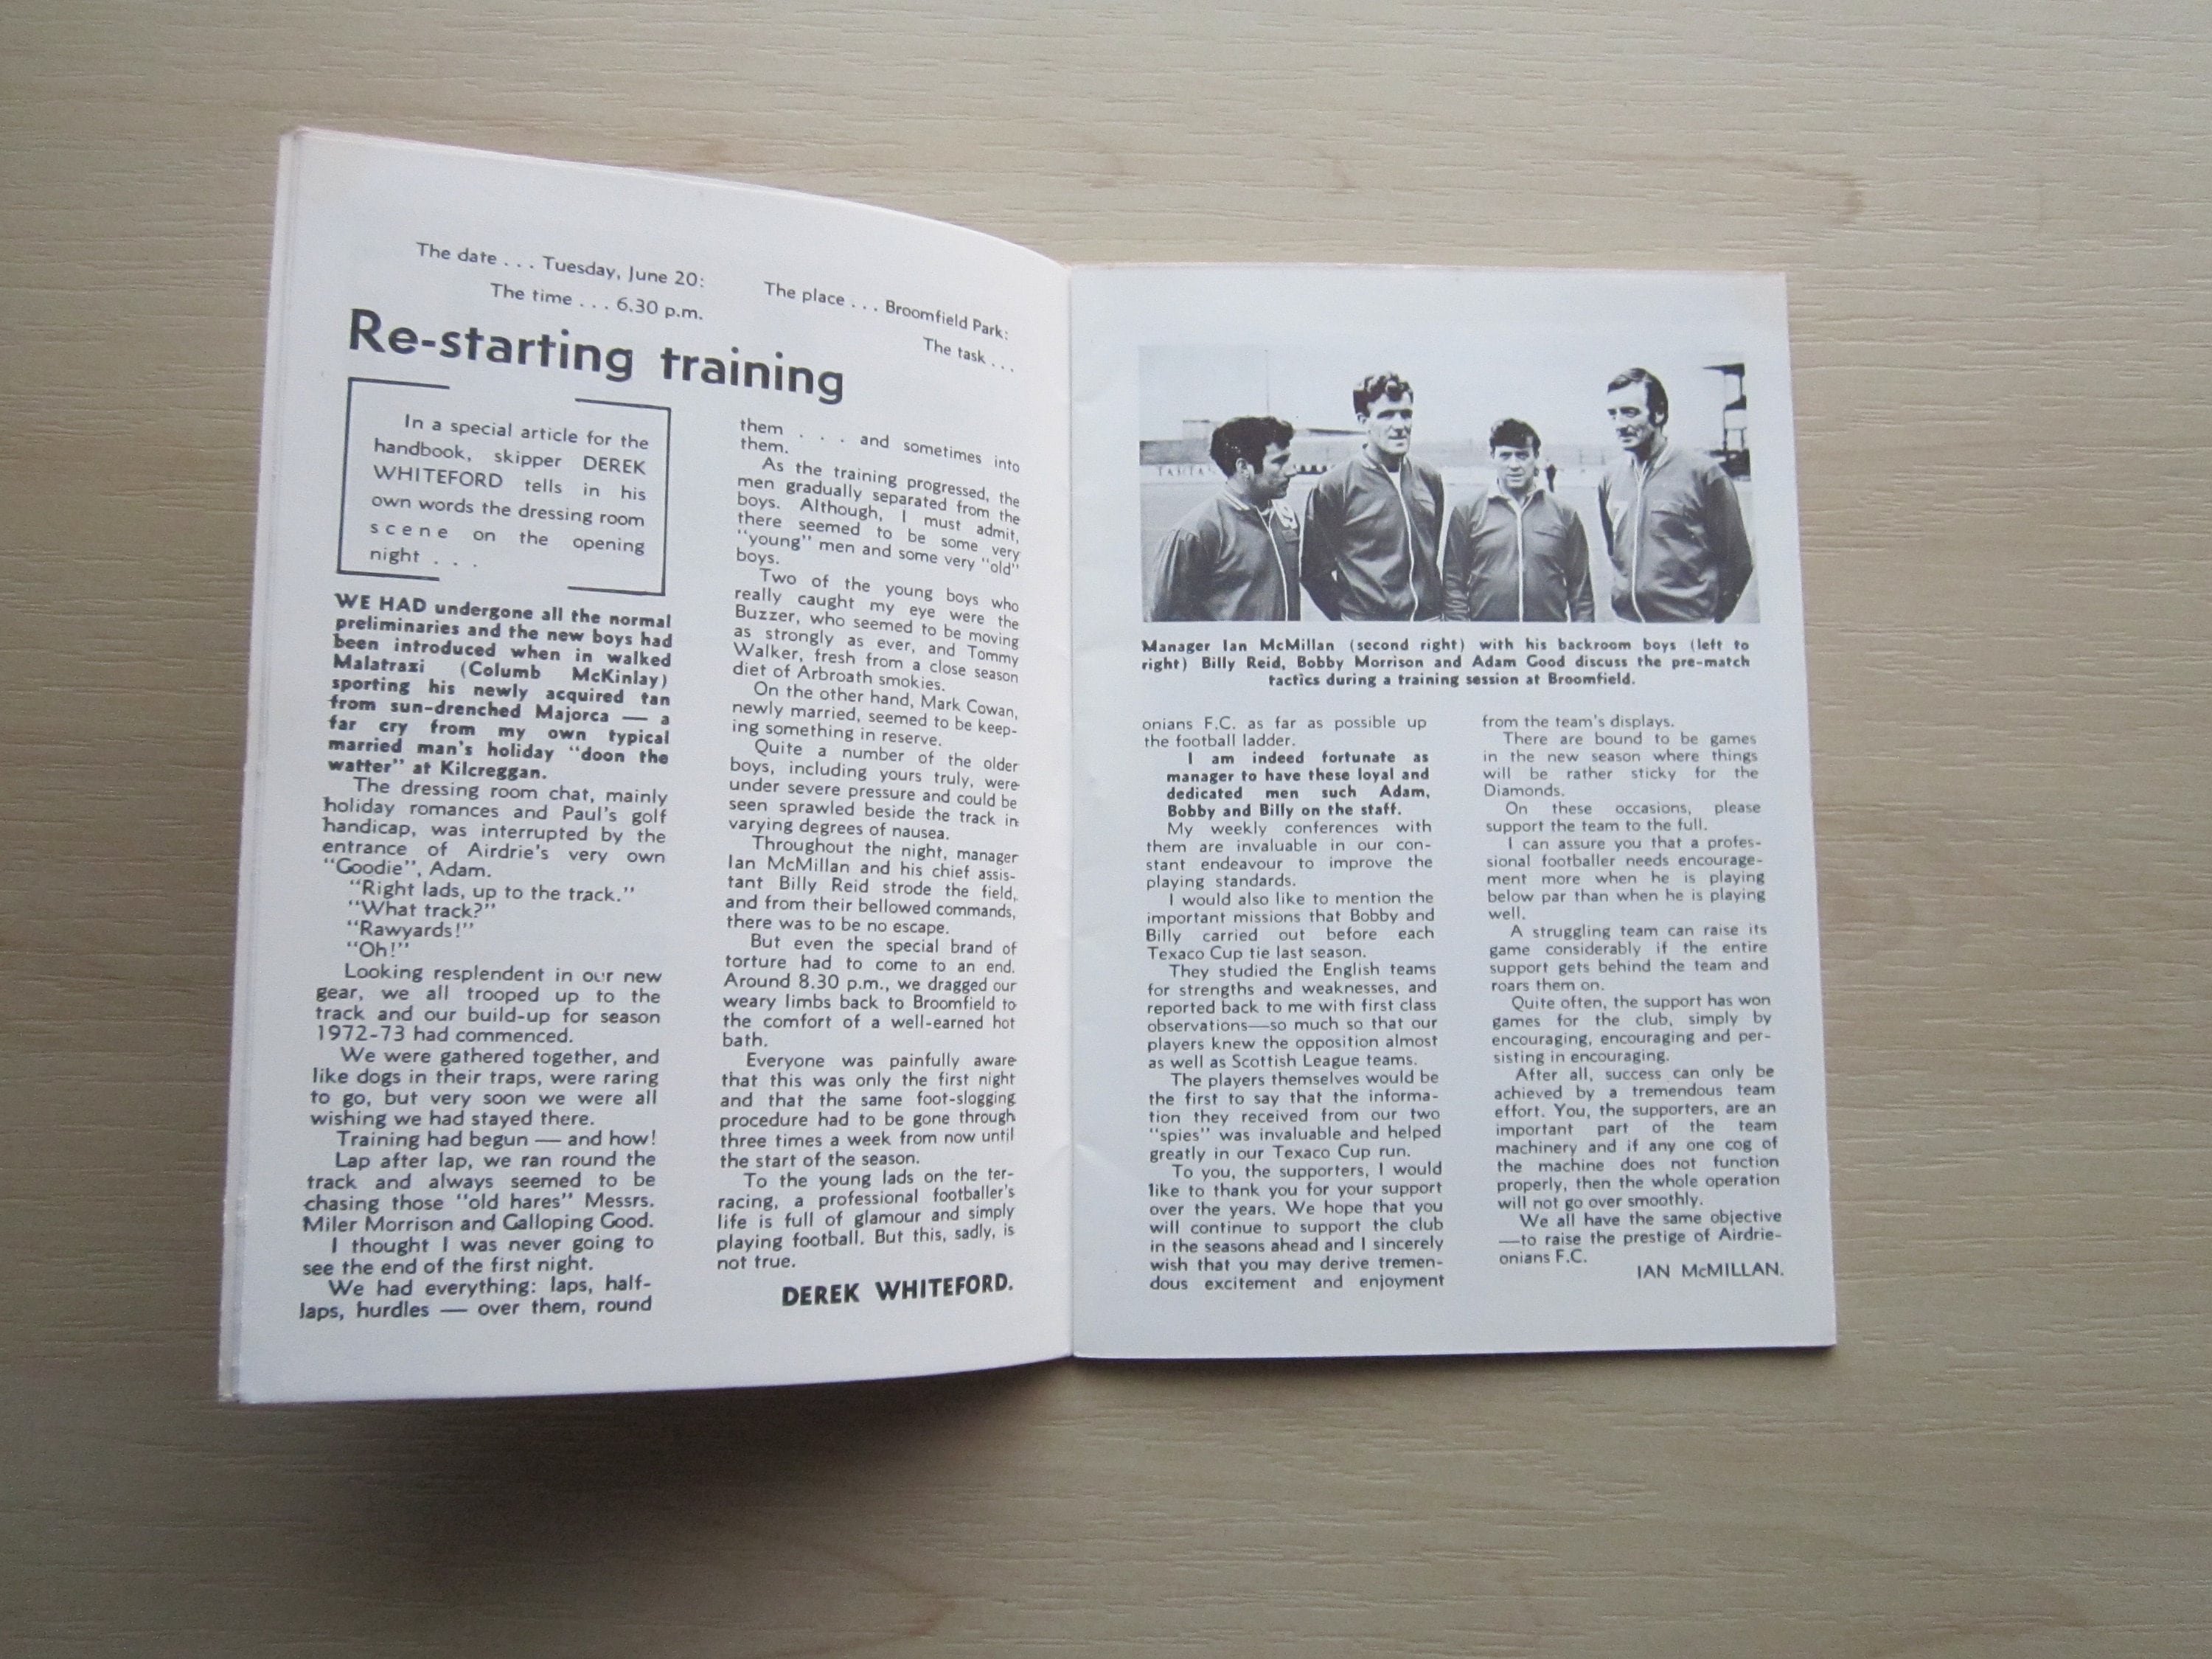 The date . . . Tuesday, June 20:
The place . . . Broomfield Park:
The time . . . 6.30 p.m.
The task . . .
Re-starting training
In a special article for the
handbook, skipper DEREK
WHITEFORD tells in his
own words the dressing room
scene on the opening
night . . .
WE HAD undergone all the normal
preliminaries and the new boys had
been introduced when in walked
Malatraxi (Columb McKinlay)
sporting his newly acquired tan
from sun-drenched Majorca — a
far cry from my own typical
married man's holiday "doon the
watter" at Kilcreggan.
The dressing room chat, mainly
holiday romances and Paul's golf
handicap, was interrupted by the
entrance of Airdrie's very own
"Goodie", Adam.
"Right lads, up to the track."
"What track?"
"Rawyards!"
"Oh!"
Looking resplendent in our new
gear, we all trooped up to the
track and our build-up for season
1972-73 had commenced.
We were gathered together, and
like dogs in their traps, were raring
to go, but very soon we were all
wishing we had stayed there.
Training had begun — and how!
Lap after lap, we ran round the
track and always seemed to be
chasing those "old hares" Messrs.
Miler Morrison and Galloping Good.
I thought I was never going to
see the end of the first night.
We had everything: laps, half-
laps, hurdles — over them, round
them . . . and sometimes into
them.
As the training progressed, the
men gradually separated from the
boys. Although, I must admit,
there seemed to be some very
"young" men and some very "old"
boys.
Two of the young boys who
really caught my eye were the
Buzzer, who seemed to be moving
as strongly as ever, and Tommy
Walker, fresh from a close season
diet of Arbroath smokies.
On the other hand, Mark Cowan,
newly married, seemed to be keep-
ing something in reserve.
Quite a number of the older
boys, including yours truly, were
under severe pressure and could be
seen sprawled beside the track in
varying degrees of nausea.
Throughout the night, manager
Ian McMillan and his chief assis-
tant Billy Reid strode the field,
and from their bellowed commands,
there was to be no escape.
But even the special brand of
torture had to come to an end.
Around 8.30 p.m., we dragged our
weary limbs back to Broomfield to
the comfort of a well-earned hot
bath.
Everyone was painfully aware
that this was only the first night
and that the same foot-slogging
procedure had to be gone through
three times a week from now until
the start of the season.
To the young lads on the ter-
racing, a professional footballer's
life is full of glamour and simply
playing football. But this, sadly, is
not true.
DEREK WHITEFORD.
Manager Ian McMillan (second right) with his backroom boys (left to
right) Billy Reid, Bobby Morrison and Adam Good discuss the pre-match
tactics during a training session at Broomfield.
onians F.C. as far as possible up
the football ladder.
I am indeed fortunate as
manager to have these loyal and
dedicated men such Adam,
Bobby and Billy on the staff.
My weekly conferences with
them are invaluable in our con-
stant endeavour to improve the
playing standards.
I would also like to mention the
important missions that Bobby and
Billy carried out before each
Texaco Cup tie last season.
They studied the English teams
for strengths and weaknesses, and
reported back to me with first class
observations—so much so that our
players knew the opposition almost
as well as Scottish League teams.
The players themselves would be
the first to say that the informa-
tion they received from our two
"spies" was invaluable and helped
greatly in our Texaco Cup run.
To you, the supporters, I would
like to thank you for your support
over the years. We hope that you
will continue to support the club
in the seasons ahead and I sincerely
wish that you may derive tremen-
dous excitement and enjoyment
from the team's displays.
There are bound to be games
in the new season where things
will be rather sticky for the
Diamonds.
On these occasions, please
support the team to the full.
I can assure you that a profes-
sional footballer needs encourage-
ment more when he is playing
below par than when he is playing
well.
A struggling team can raise its
game considerably if the entire
support gets behind the team and
roars them on.
Quite often, the support has won
games for the club, simply by
encouraging, encouraging and per-
sisting in encouraging.
After all, success can only be
achieved by a tremendous team
effort. You, the supporters, are an
important part of the team
machinery and if any one cog of
the machine does not function
properly, then the whole operation
will not go over smoothly.
We all have the same objective
—to raise the prestige of Airdrie-
onians F.C.
IAN McMILLAN.